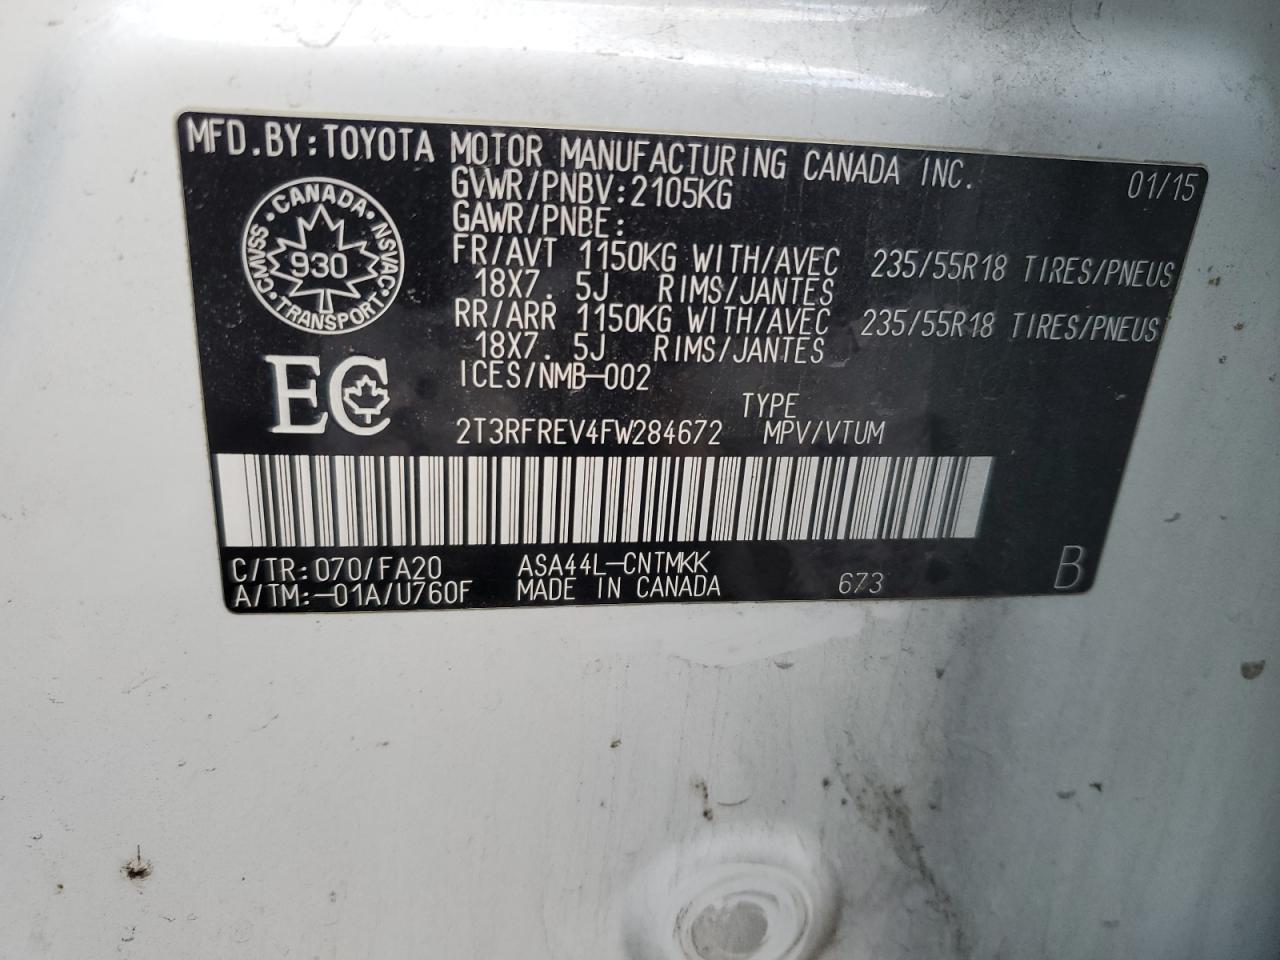 MFD.BY:TOYOTA MOTOR MANUFACTURING CANADA INC. 01/15
GVWR/PNBV:2105KG
GAWR/PNBE:
FR/AVT 1150KG WITH/AVEC 235/55R18 TIRES/PNEUS
18X7. 5J RIMS/JANTES
RR/ARR 1150KG WITH/AVEC 235/55R18 TIRES/PNEUS
18X7. 5J RIMS/JANTES
ICES/NMB-002
CANADA
CMVSS 930 NSVAC
TRANSPORT
EC
TYPE
2T3RFREV4FW284672 MPV/VTUM
C/TR:070/FA20 ASA44L-CNTMKK
A/TM:-01A/U760F MADE IN CANADA 673 B